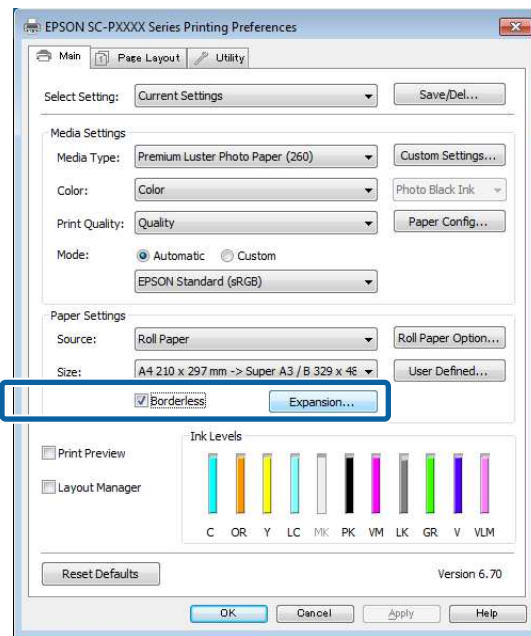 EPSON SC-PXXXX Series Printing Preferences
Main Page Layout Utility
Select Setting: Current Settings Save/Del...
Media Settings
Media Type: Premium Luster Photo Paper (260) Custom Settings...
Color: Color Photo Black Ink
Print Quality: Quality Paper Config...
Mode: Automatic Custom
EPSON Standard (sRGB)
Paper Settings
Source: Roll Paper Roll Paper Option...
Size: A4 210 x 297 mm -> Super A3 / B 329 x 48 User Defined...
Borderless Expansion...
Ink Levels
Print Preview
Layout Manager
C OR Y LC MK PK VM LK GR V VLM
Reset Defaults Version 6.70
OK Cancel Apply Help